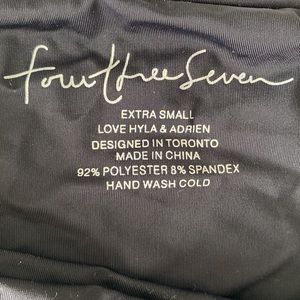 fourthreeseven
EXTRA SMALL
LOVE HYLA & ADRIEN
DESIGNED IN TORONTO
MADE IN CHINA
92% POLYESTER 8% SPANDEX
HAND WASH COLD